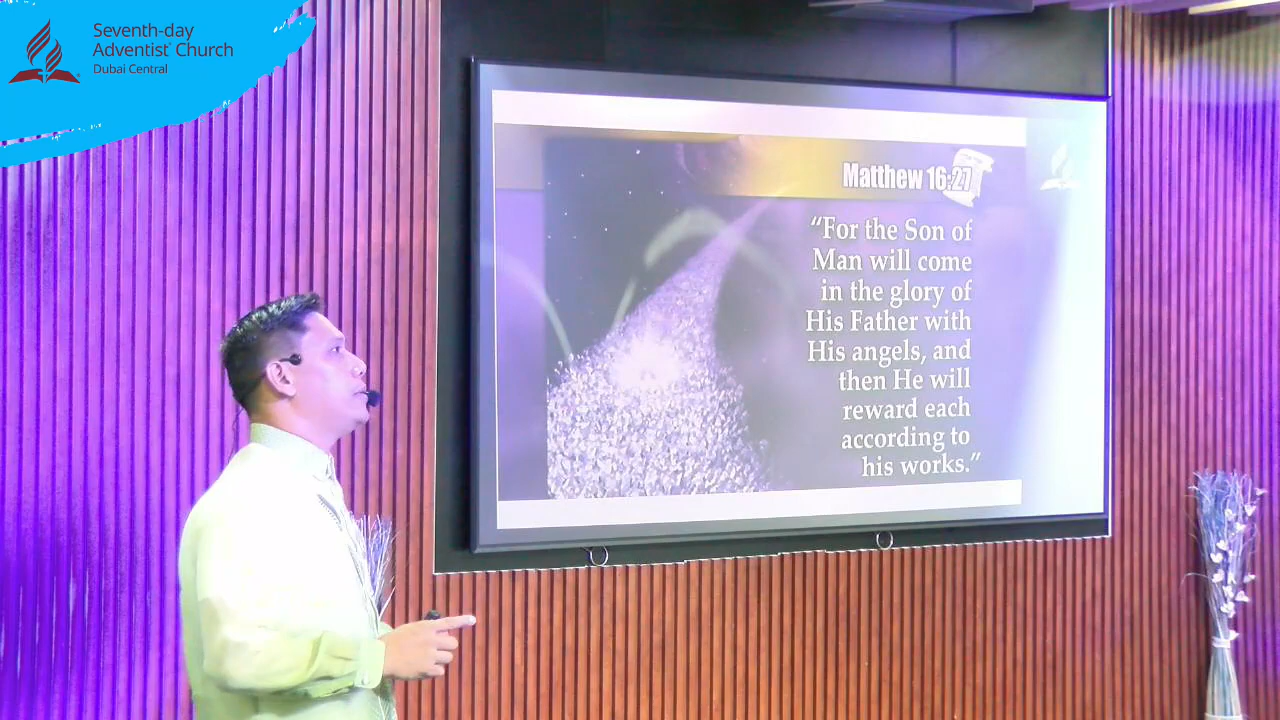 Seventh-day
Adventist® Church
Dubai Central
Matthew 16:27
“For the Son of
Man will come
in the glory of
His Father with
His angels, and
then He will
reward each
according to
his works.”